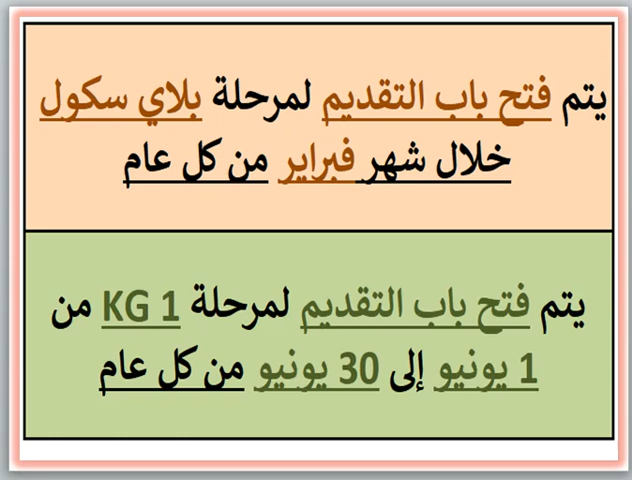 يتم فتح باب التقديم لمرحلة بلاي سكول
خلال شهر فبراير من كل عام
يتم فتح باب التقديم لمرحلة KG 1 من
1 يونيو إلى 30 يونيو من كل عام